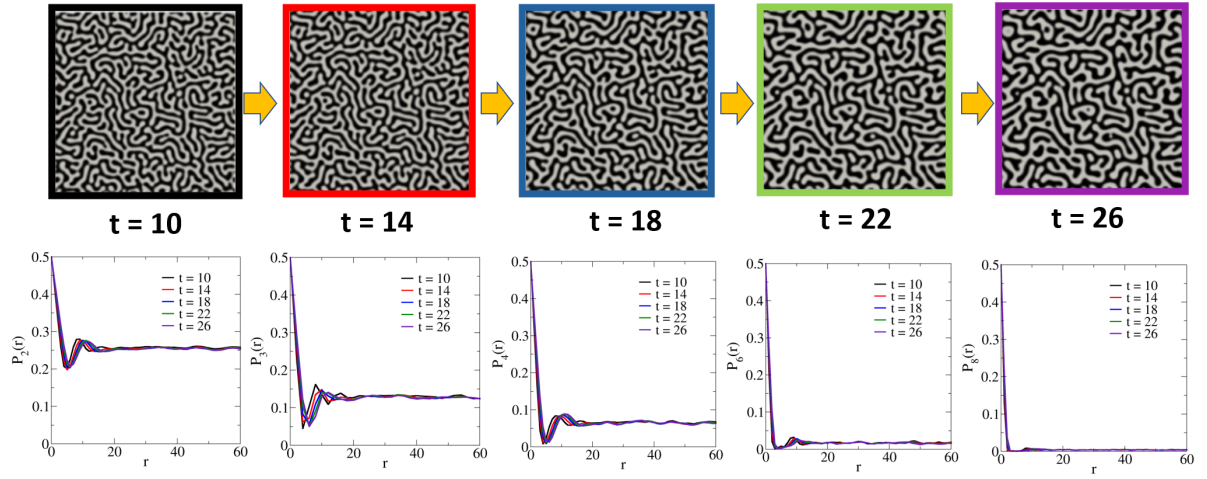 t = 10
t = 14
t = 18
t = 22
t = 26
0.5
0.4
0.3
0.2
0.1
0
P2(r)
t = 10
t = 14
t = 18
t = 22
t = 26
0 20 40 60
r
0.5
0.4
0.3
0.2
0.1
0
P3(r)
t = 10
t = 14
t = 18
t = 22
t = 26
0 20 40 60
r
0.5
0.4
0.3
0.2
0.1
0
P4(r)
t = 10
t = 14
t = 18
t = 22
t = 26
0 20 40 60
r
0.5
0.4
0.3
0.2
0.1
0
P6(r)
t = 10
t = 14
t = 18
t = 22
t = 26
0 20 40 60
r
0.5
0.4
0.3
0.2
0.1
0
P8(r)
t = 10
t = 14
t = 18
t = 22
t = 26
0 20 40 60
r